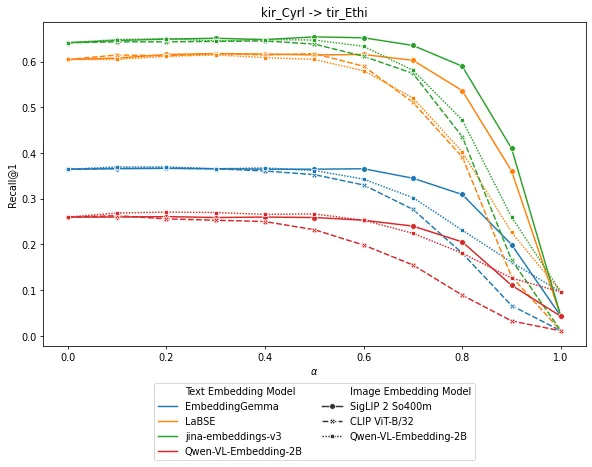 kir_Cyrl -> tir_Ethi
Recall@1
0.6
0.5
0.4
0.3
0.2
0.1
0.0
0.0 0.2 0.4 0.6 0.8 1.0
α
Text Embedding Model
EmbeddingGemma
LaBSE
jina-embeddings-v3
Qwen-VL-Embedding-2B
Image Embedding Model
SigLIP 2 So400m
CLIP ViT-B/32
Qwen-VL-Embedding-2B